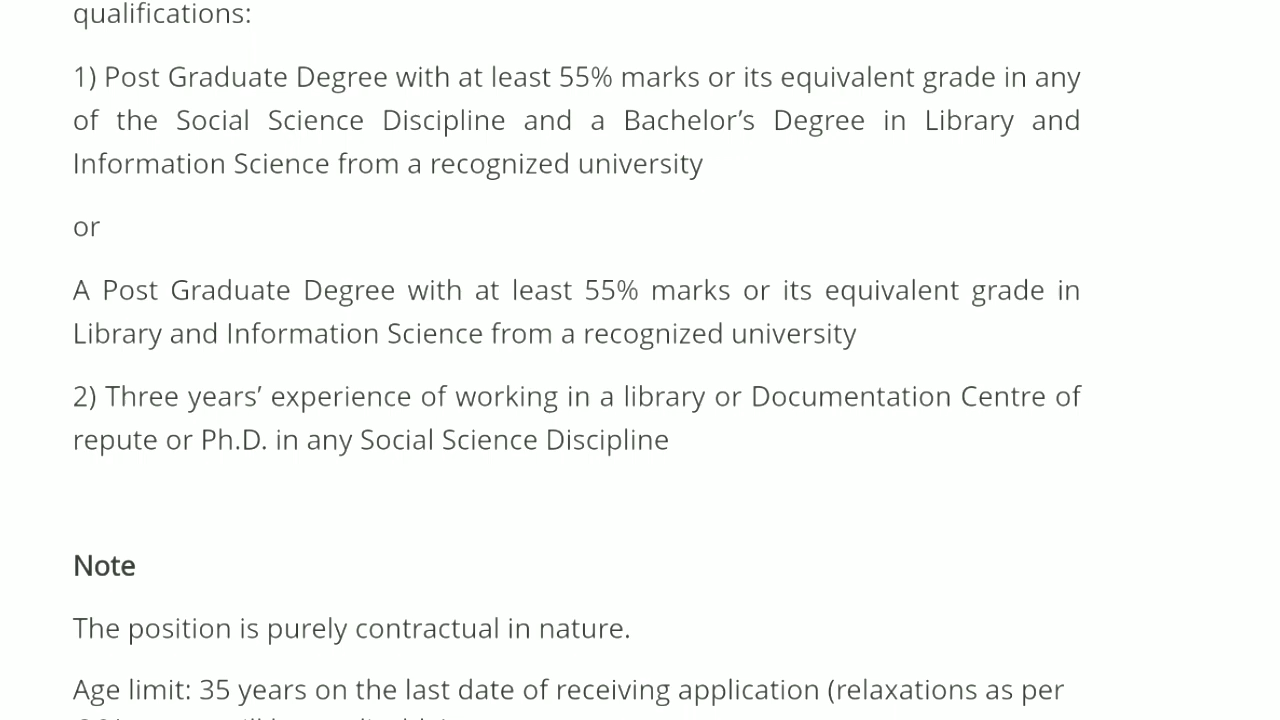 qualifications:
1) Post Graduate Degree with at least 55% marks or its equivalent grade in any
of the Social Science Discipline and a Bachelor’s Degree in Library and
Information Science from a recognized university
or
A Post Graduate Degree with at least 55% marks or its equivalent grade in
Library and Information Science from a recognized university
2) Three years’ experience of working in a library or Documentation Centre of
repute or Ph.D. in any Social Science Discipline
Note
The position is purely contractual in nature.
Age limit: 35 years on the last date of receiving application (relaxations as per